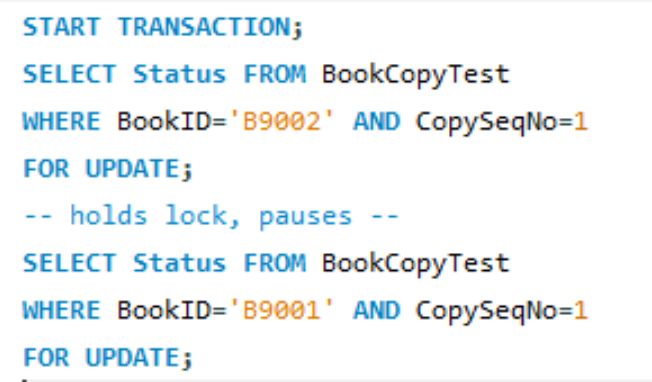 START TRANSACTION;
SELECT Status FROM BookCopyTest
WHERE BookID='B9002' AND CopySeqNo=1
FOR UPDATE;
-- holds lock, pauses --
SELECT Status FROM BookCopyTest
WHERE BookID='B9001' AND CopySeqNo=1
FOR UPDATE;